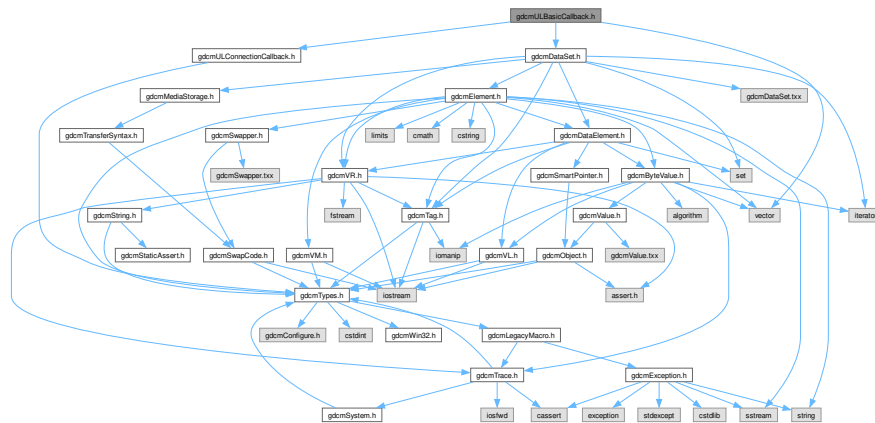 gdcmULBasicCallback.h
gdcmULConnectionCallback.h
gdcmDataSet.h
gdcmMediaStorage.h
gdcmElement.h
gdcmDataSet.txx
gdcmTransferSyntax.h
gdcmSwapper.h
limits
cmath
cstring
gdcmDataElement.h
gdcmSwapper.txx
gdcmVR.h
gdcmSmartPointer.h
gdcmByteValue.h
set
gdcmString.h
fstream
gdcmTag.h
gdcmValue.h
algorithm
vector
iterator
gdcmStaticAssert.h
gdcmSwapCode.h
gdcmVM.h
iomanip
gdcmVL.h
gdcmObject.h
gdcmValue.txx
gdcmTypes.h
iostream
assert.h
gdcmConfigure.h
cstdint
gdcmWin32.h
gdcmLegacyMacro.h
gdcmTrace.h
gdcmException.h
gdcmSystem.h
iosfwd
cassert
exception
stdexcept
cstdlib
sstream
string